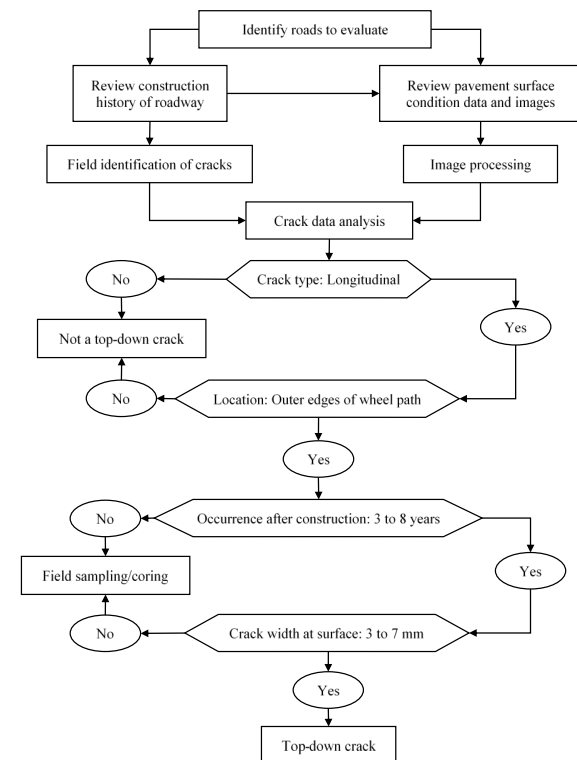 Identify roads to evaluate
Review construction
history of roadway
Review pavement surface
condition data and images
Field identification of cracks
Image processing
Crack data analysis
No
Crack type: Longitudinal
Yes
Not a top-down crack
No
Location: Outer edges of wheel path
Yes
No
Occurrence after construction: 3 to 8 years
Yes
Field sampling/coring
No
Crack width at surface: 3 to 7 mm
Yes
Top-down crack